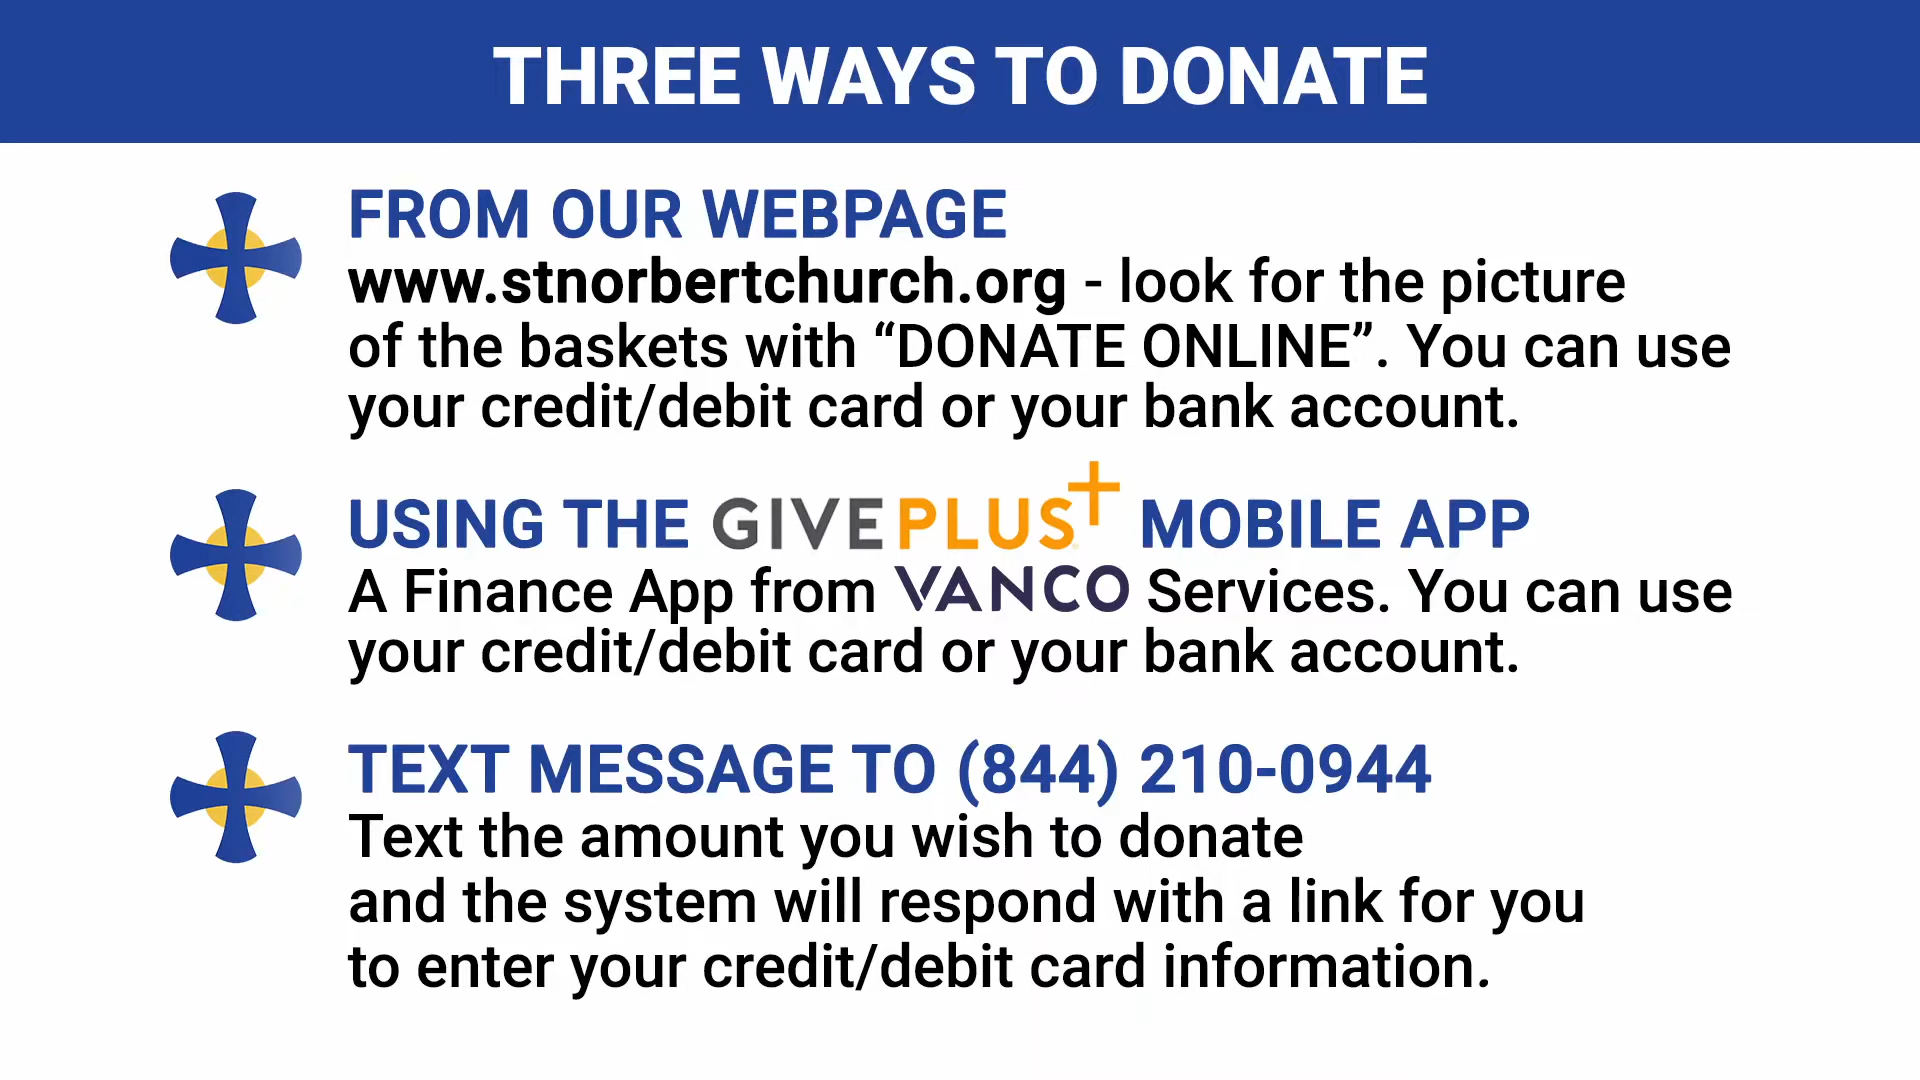 THREE WAYS TO DONATE
FROM OUR WEBPAGE
www.stnorbertchurch.org - look for the picture
of the baskets with “DONATE ONLINE”. You can use
your credit/debit card or your bank account.
USING THE GIVEPLUS+ MOBILE APP
A Finance App from VANCO Services. You can use
your credit/debit card or your bank account.
TEXT MESSAGE TO (844) 210-0944
Text the amount you wish to donate
and the system will respond with a link for you
to enter your credit/debit card information.